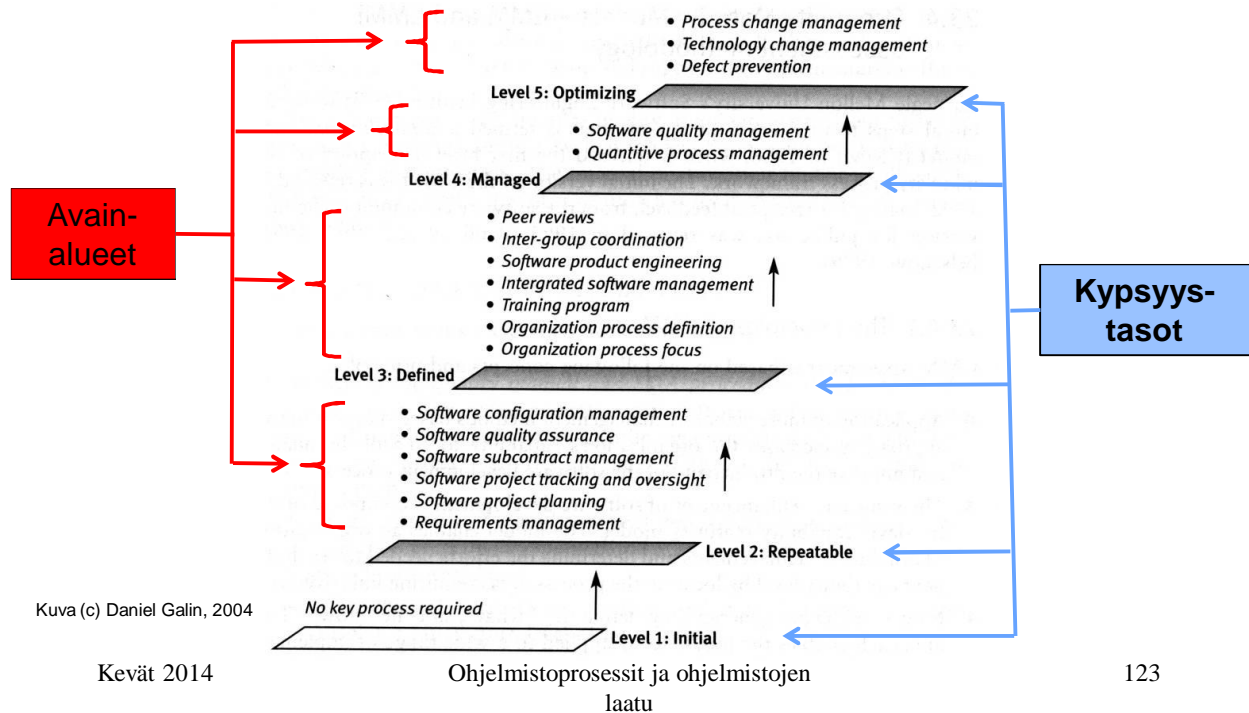 • Process change management
• Technology change management
• Defect prevention
Level 5: Optimizing
• Software quality management
• Quantitive process management
Level 4: Managed
Avain-
alueet
• Peer reviews
• Inter-group coordination
• Software product engineering
• Intergrated software management
• Training program
• Organization process definition
• Organization process focus
Kypsyys-
tasot
Level 3: Defined
• Software configuration management
• Software quality assurance
• Software subcontract management
• Software project tracking and oversight
• Software project planning
• Requirements management
Level 2: Repeatable
Kuva (c) Daniel Galin, 2004
No key process required
Level 1: Initial
Kevät 2014
Ohjelmistoprosessit ja ohjelmistojen
laatu
123